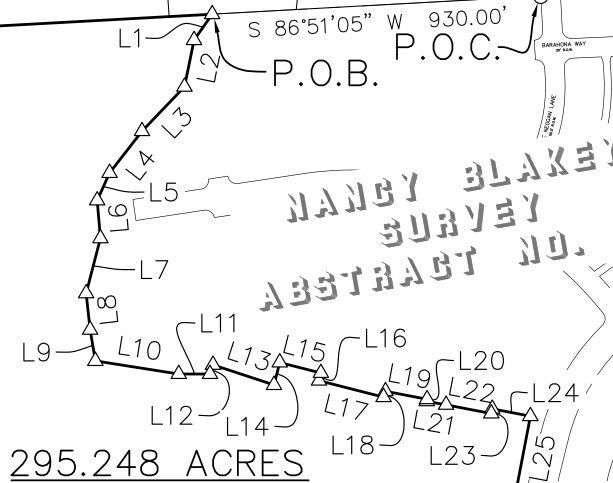 S 86°51'05" W 930.00'
L1
P.O.C.
BARAHONA WAY
L2
P.O.B.
L3
NESSAN LANE
L4
L5
NANCY BLAKEY
L6
SURVEY
L7
ABSTRACT NO.
L8
L9
L10
L11
L12
L13
L14
L15
L16
L17
L18
L19
L20
L21
L22
L23
L24
L25
295.248 ACRES